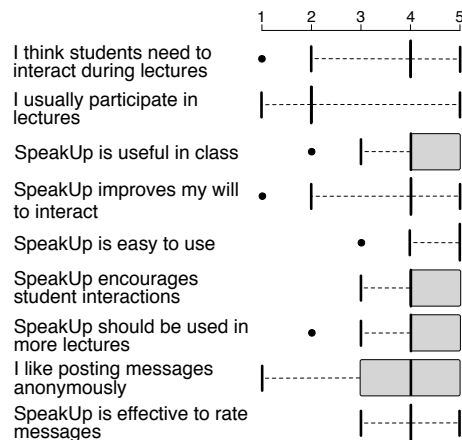 1 2 3 4 5
I think students need to
interact during lectures
I usually participate in
lectures
SpeakUp is useful in class
SpeakUp improves my will
to interact
SpeakUp is easy to use
SpeakUp encourages
student interactions
SpeakUp should be used in
more lectures
I like posting messages
anonymously
SpeakUp is effective to rate
messages